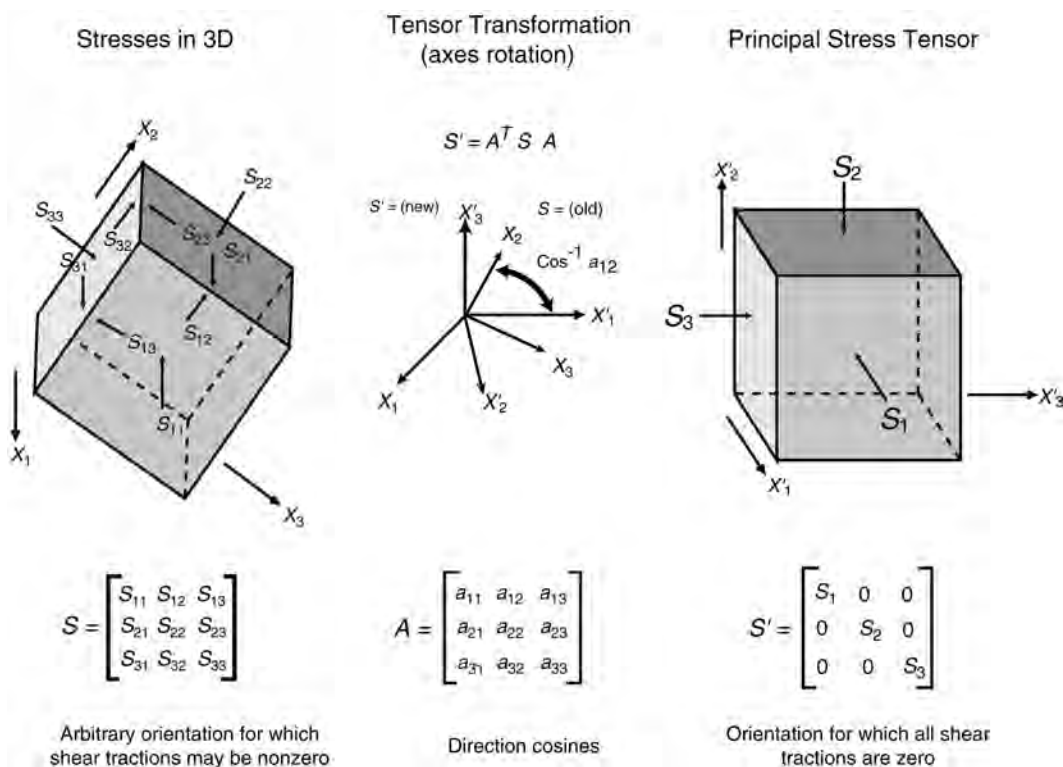 Stresses in 3D
Tensor Transformation
(axes rotation)
Principal Stress Tensor
X₂
S₂₂
S₃₃
S₃₂
S₂₃
S₂₁
S₃₁
S₁₃
S₁₂
S₁₁
X₁
X₃
S' = Aᵀ S A
S' = (new)
S = (old)
X'₃
X₂
Cos⁻¹ a₁₂
X'₁
X₃
X₁
X'₂
X'₂
S₂
S₃
S₁
X'₃
X'₁
S = [S₁₁ S₁₂ S₁₃
S₂₁ S₂₂ S₂₃
S₃₁ S₃₂ S₃₃]
A = [a₁₁ a₁₂ a₁₃
a₂₁ a₂₂ a₂₃
a₃₁ a₃₂ a₃₃]
S' = [S₁ 0 0
0 S₂ 0
0 0 S₃]
Arbitrary orientation for which
shear tractions may be nonzero
Direction cosines
Orientation for which all shear
tractions are zero